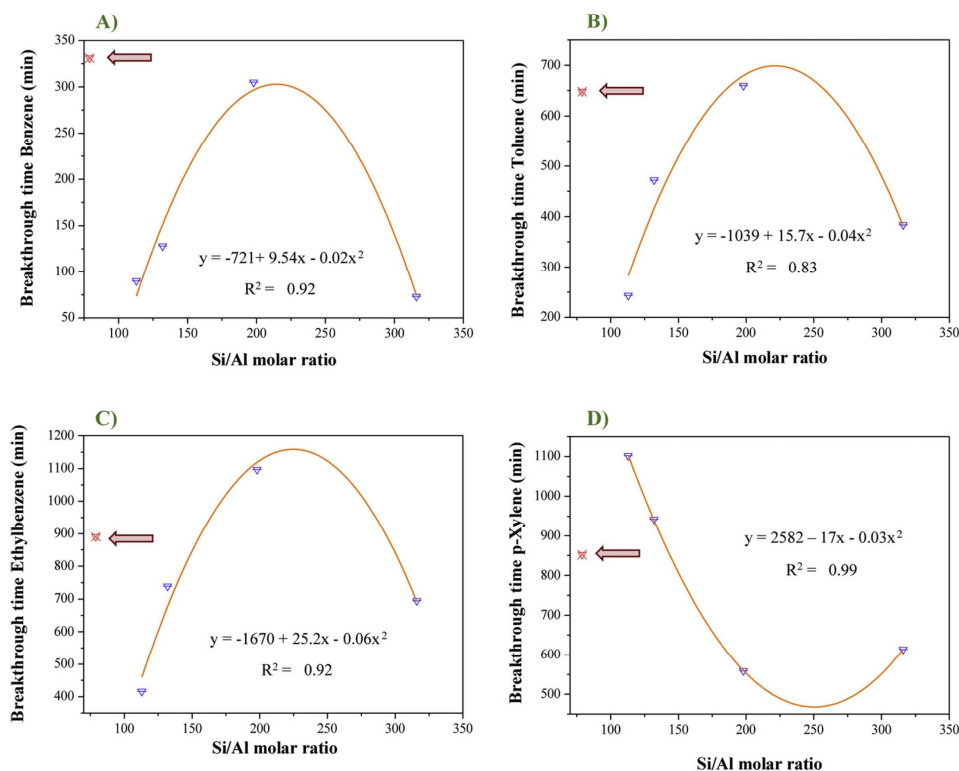 A)
Breakthrough time Benzene (min)
350
300
250
200
150
100
50
y = -721+ 9.54x - 0.02x²
R² = 0.92
100 150 200 250 300 350
Si/Al molar ratio
B)
Breakthrough time Toluene (min)
700
600
500
400
300
200
y = -1039 + 15.7x - 0.04x²
R² = 0.83
100 150 200 250 300 350
Si/Al molar ratio
C)
Breakthrough time Ethylbenzene (min)
1200
1100
1000
900
800
700
600
500
400
y = -1670 + 25.2x - 0.06x²
R² = 0.92
100 150 200 250 300 350
Si/Al molar ratio
D)
Breakthrough time p-Xylene (min)
1100
1000
900
800
700
600
500
y = 2582 – 17x - 0.03x²
R² = 0.99
100 150 200 250 300 350
Si/Al molar ratio